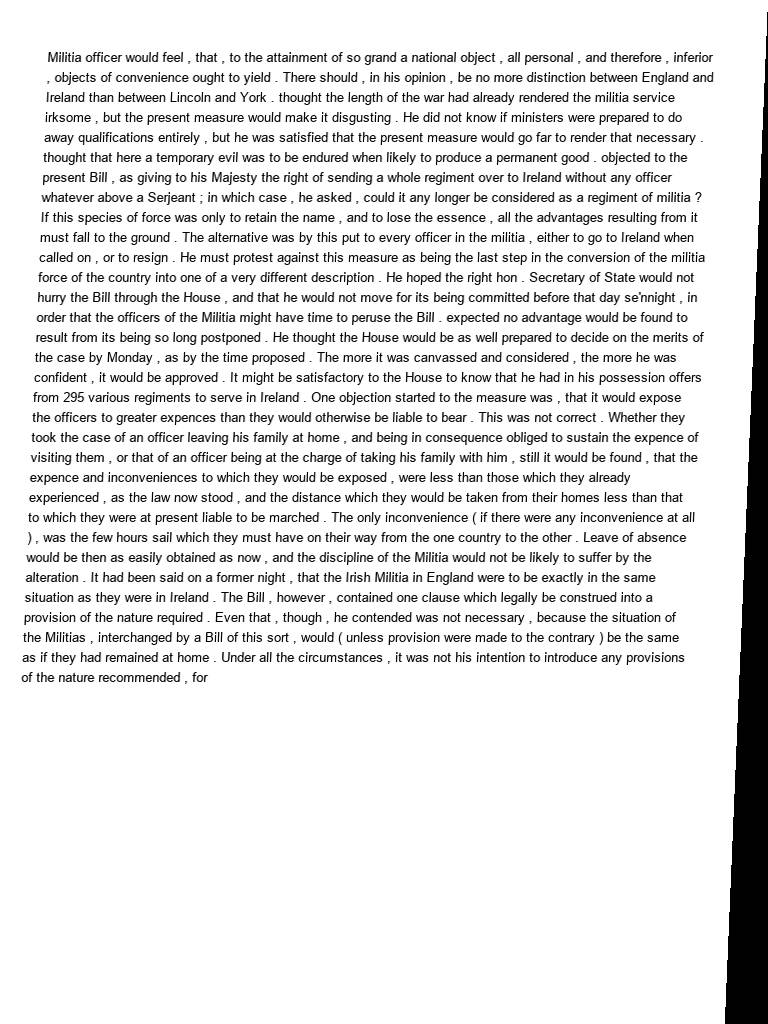 Militia officer would feel , that , to the attainment of so grand a national object , all personal , and therefore , inferior
, objects of convenience ought to yield . There should , in his opinion , be no more distinction between England and
Ireland than between Lincoln and York . thought the length of the war had already rendered the militia service
irksome , but the present measure would make it disgusting . He did not know if ministers were prepared to do
away qualifications entirely , but he was satisfied that the present measure would go far to render that necessary .
thought that here a temporary evil was to be endured when likely to produce a permanent good . objected to the
present Bill , as giving to his Majesty the right of sending a whole regiment over to Ireland without any officer
whatever above a Serjeant ; in which case , he asked , could it any longer be considered as a regiment of militia ?
If this species of force was only to retain the name , and to lose the essence , all the advantages resulting from it
must fall to the ground . The alternative was by this put to every officer in the militia , either to go to Ireland when
called on , or to resign . He must protest against this measure as being the last step in the conversion of the militia
force of the country into one of a very different description . He hoped the right hon . Secretary of State would not
hurry the Bill through the House , and that he would not move for its being committed before that day se'nnight , in
order that the officers of the Militia might have time to peruse the Bill . expected no advantage would be found to
result from its being so long postponed . He thought the House would be as well prepared to decide on the merits of
the case by Monday , as by the time proposed . The more it was canvassed and considered , the more he was
confident , it would be approved . It might be satisfactory to the House to know that he had in his possession offers
from 295 various regiments to serve in Ireland . One objection started to the measure was , that it would expose
the officers to greater expences than they would otherwise be liable to bear . This was not correct . Whether they
took the case of an officer leaving his family at home , and being in consequence obliged to sustain the expence of
visiting them , or that of an officer being at the charge of taking his family with him , still it would be found , that the
expence and inconveniences to which they would be exposed , were less than those which they already
experienced , as the law now stood , and the distance which they would be taken from their homes less than that
to which they were at present liable to be marched . The only inconvenience ( if there were any inconvenience at all
) , was the few hours sail which they must have on their way from the one country to the other . Leave of absence
would be then as easily obtained as now , and the discipline of the Militia would not be likely to suffer by the
alteration . It had been said on a former night , that the Irish Militia in England were to be exactly in the same
situation as they were in Ireland . The Bill , however , contained one clause which legally be construed into a
provision of the nature required . Even that , though , he contended was not necessary , because the situation of
the Militias , interchanged by a Bill of this sort , would ( unless provision were made to the contrary ) be the same
as if they had remained at home . Under all the circumstances , it was not his intention to introduce any provisions
of the nature recommended , for